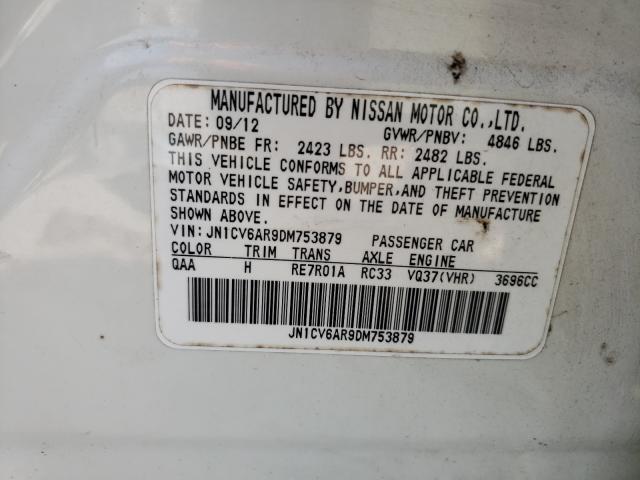 MANUFACTURED BY NISSAN MOTOR CO.,LTD.
DATE: 09/12 GVWR/PNBV: 4846 LBS.
GAWR/PNBE FR: 2423 LBS. RR: 2482 LBS.
THIS VEHICLE CONFORMS TO ALL APPLICABLE FEDERAL
MOTOR VEHICLE SAFETY,BUMPER,AND THEFT PREVENTION
STANDARDS IN EFFECT ON THE DATE OF MANUFACTURE
SHOWN ABOVE.
VIN:JN1CV6AR9DM753879 PASSENGER CAR
COLOR TRIM TRANS AXLE ENGINE
QAA H RE7R01A RC33 VQ37(VHR) 3696CC
JN1CV6AR9DM753879